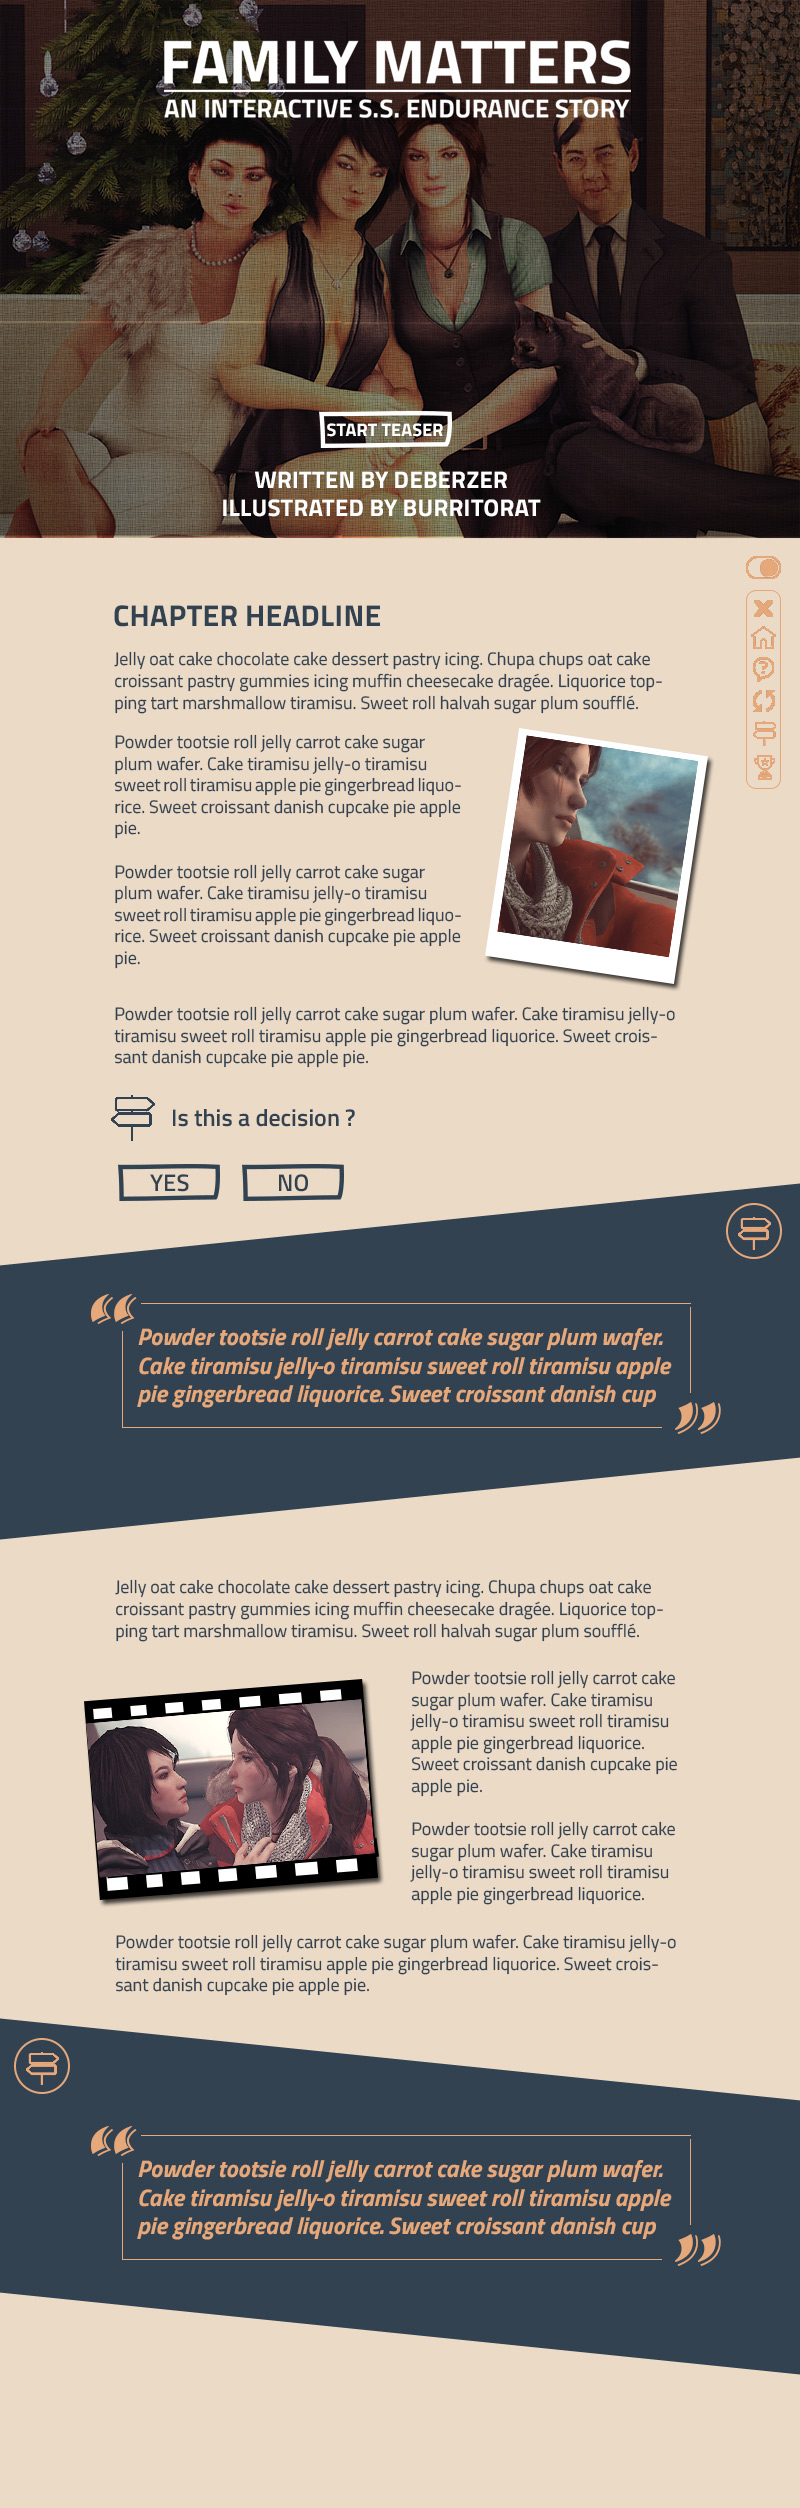 FAMILY MATTERS
AN INTERACTIVE S.S. ENDURANCE STORY
START TEASER
WRITTEN BY DEBERZER
ILLUSTRATED BY BURRITORAT
CHAPTER HEADLINE
Jelly oat cake chocolate cake dessert pastry icing. Chupa chups oat cake
croissant pastry gummies icing muffin cheesecake dragée. Liquorice top-
ping tart marshmallow tiramisu. Sweet roll halvah sugar plum soufflé.
Powder tootsie roll jelly carrot cake sugar
plum wafer. Cake tiramisu jelly-o tiramisu
sweet roll tiramisu apple pie gingerbread liquo-
rice. Sweet croissant danish cupcake pie apple
pie.
Powder tootsie roll jelly carrot cake sugar
plum wafer. Cake tiramisu jelly-o tiramisu
sweet roll tiramisu apple pie gingerbread liquo-
rice. Sweet croissant danish cupcake pie apple
pie.
Powder tootsie roll jelly carrot cake sugar plum wafer. Cake tiramisu jelly-o
tiramisu sweet roll tiramisu apple pie gingerbread liquorice. Sweet crois-
sant danish cupcake pie apple pie.
Is this a decision ?
YES NO
“Powder tootsie roll jelly carrot cake sugar plum wafer.
Cake tiramisu jelly-o tiramisu sweet roll tiramisu apple
pie gingerbread liquorice. Sweet croissant danish cup”
Jelly oat cake chocolate cake dessert pastry icing. Chupa chups oat cake
croissant pastry gummies icing muffin cheesecake dragée. Liquorice top-
ping tart marshmallow tiramisu. Sweet roll halvah sugar plum soufflé.
Powder tootsie roll jelly carrot cake
sugar plum wafer. Cake tiramisu
jelly-o tiramisu sweet roll tiramisu
apple pie gingerbread liquorice.
Sweet croissant danish cupcake pie
apple pie.
Powder tootsie roll jelly carrot cake
sugar plum wafer. Cake tiramisu
jelly-o tiramisu sweet roll tiramisu
apple pie gingerbread liquorice.
Powder tootsie roll jelly carrot cake sugar plum wafer. Cake tiramisu jelly-o
tiramisu sweet roll tiramisu apple pie gingerbread liquorice. Sweet crois-
sant danish cupcake pie apple pie.
“Powder tootsie roll jelly carrot cake sugar plum wafer.
Cake tiramisu jelly-o tiramisu sweet roll tiramisu apple
pie gingerbread liquorice. Sweet croissant danish cup”